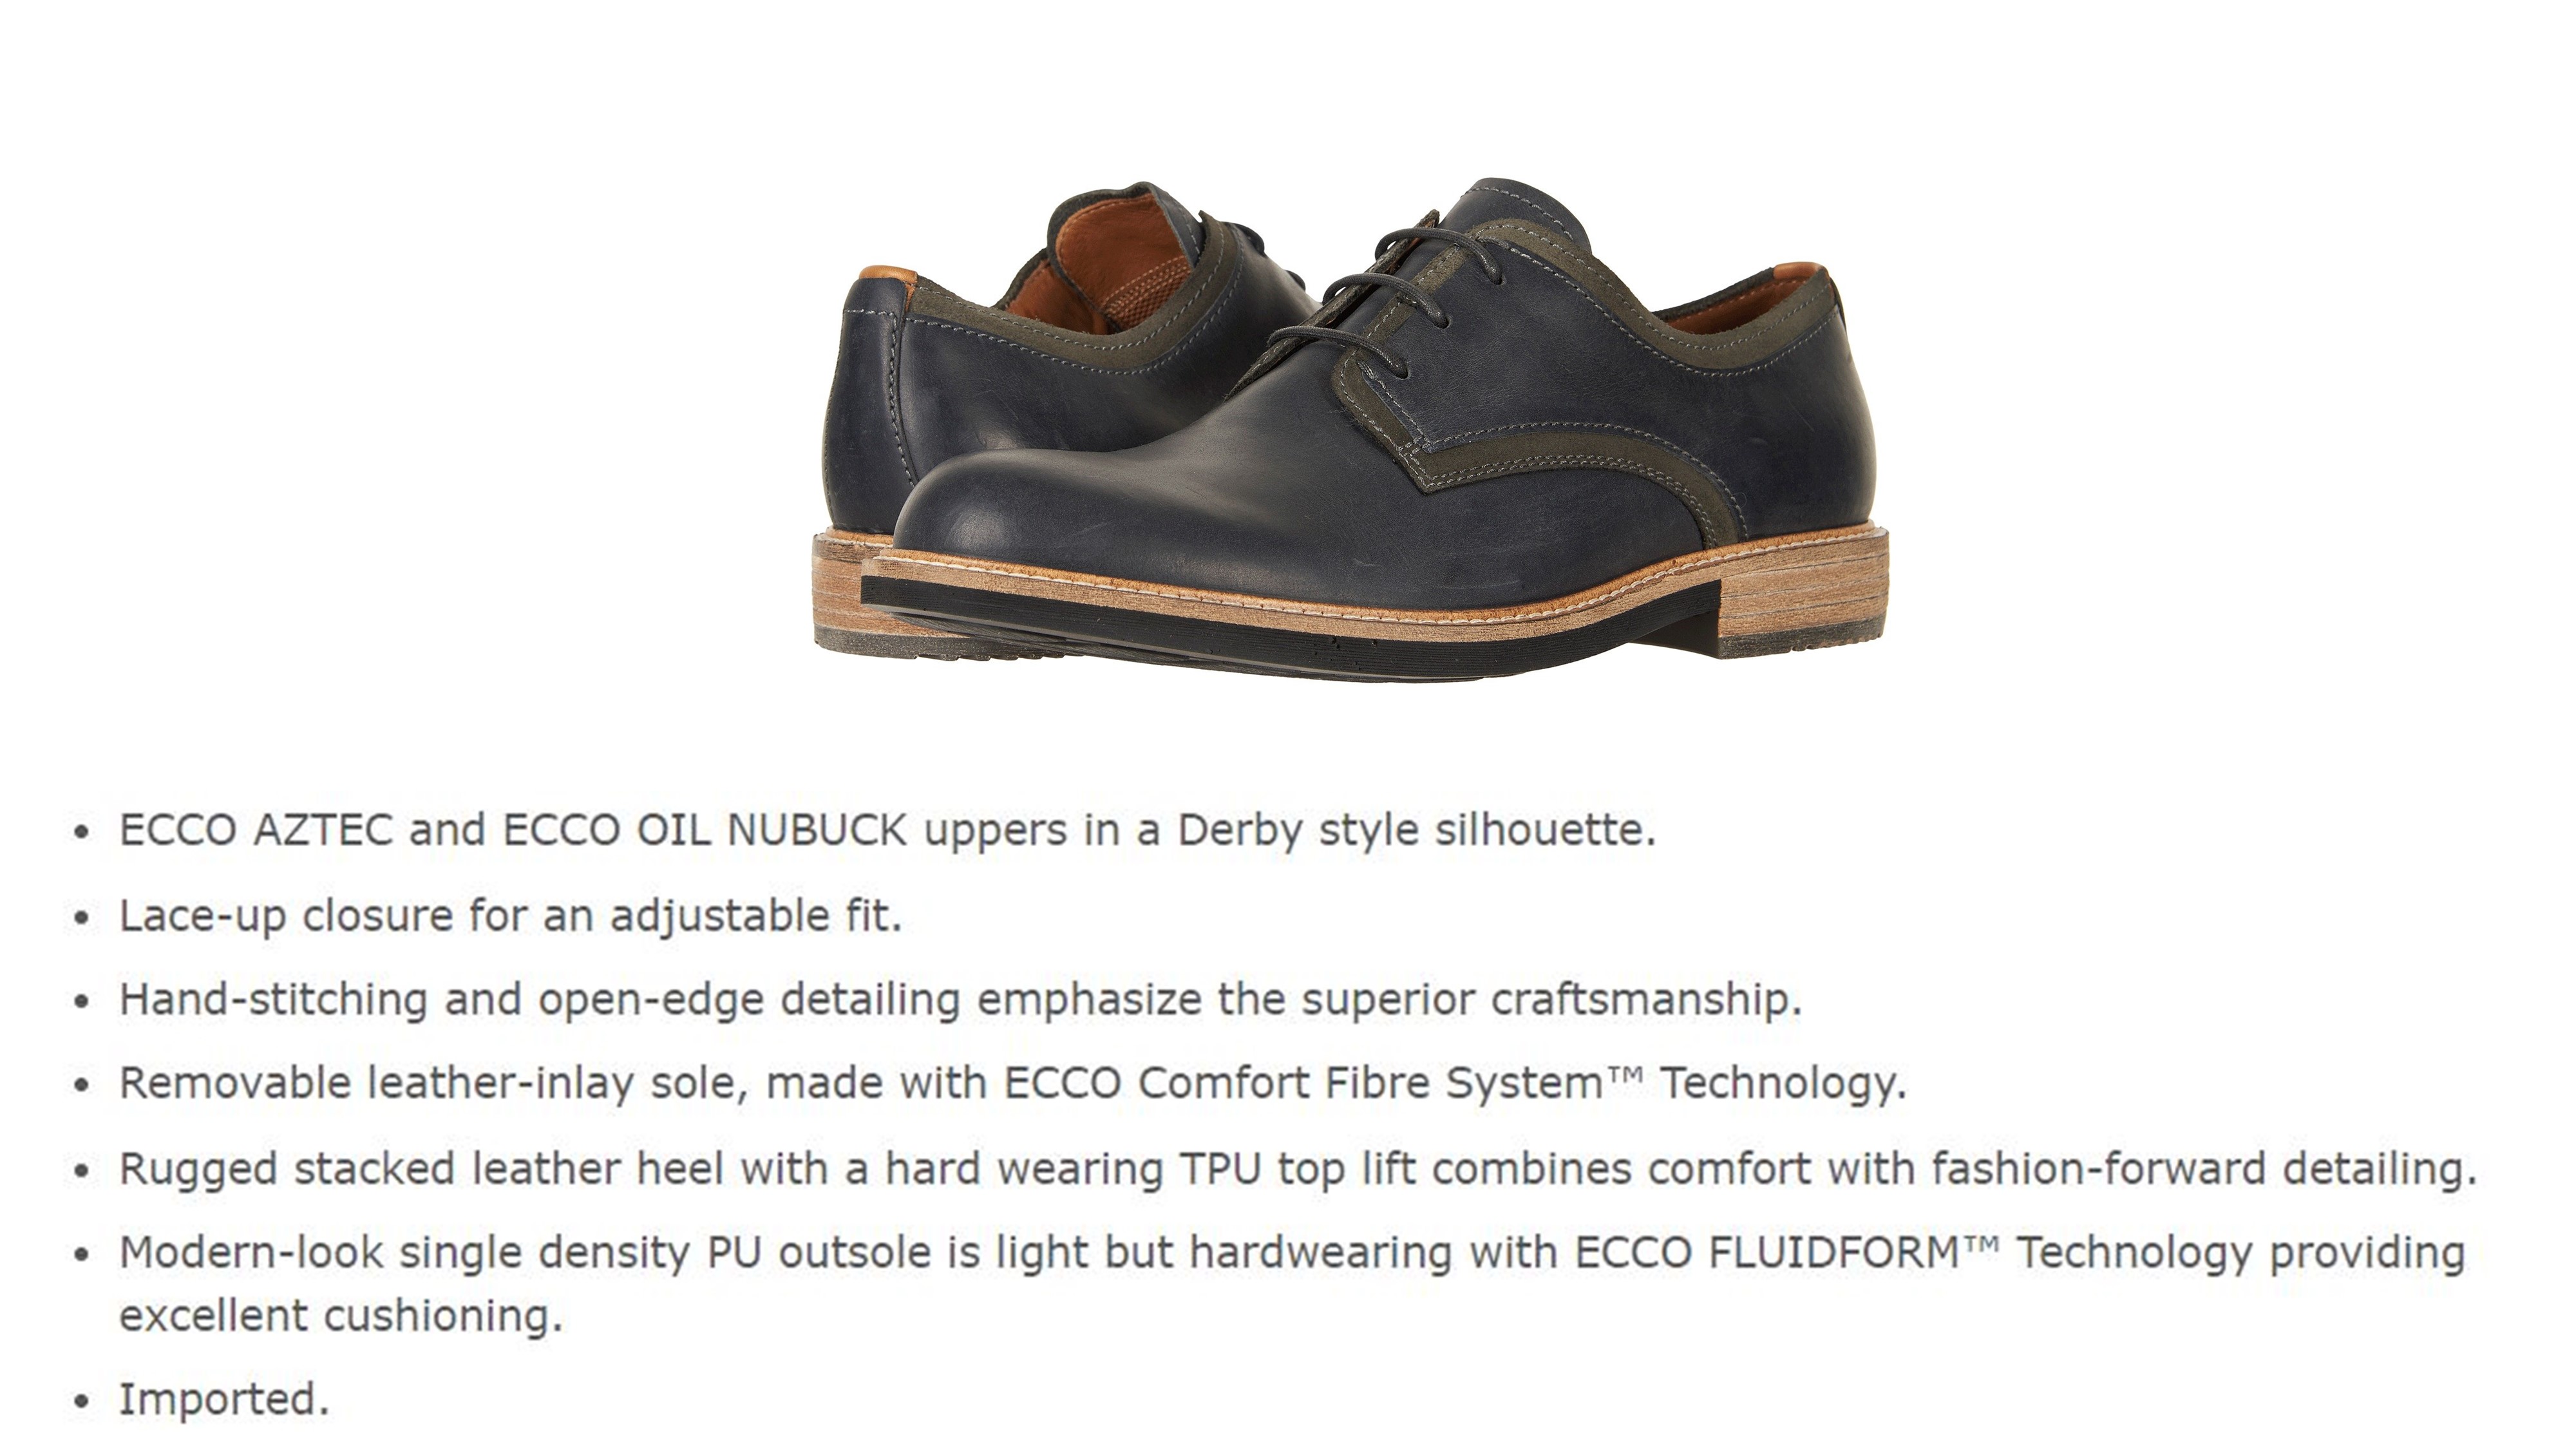 • ECCO AZTEC and ECCO OIL NUBUCK uppers in a Derby style silhouette.
• Lace-up closure for an adjustable fit.
• Hand-stitching and open-edge detailing emphasize the superior craftsmanship.
• Removable leather-inlay sole, made with ECCO Comfort Fibre System™ Technology.
• Rugged stacked leather heel with a hard wearing TPU top lift combines comfort with fashion-forward detailing.
• Modern-look single density PU outsole is light but hardwearing with ECCO FLUIDFORM™ Technology providing
excellent cushioning.
• Imported.